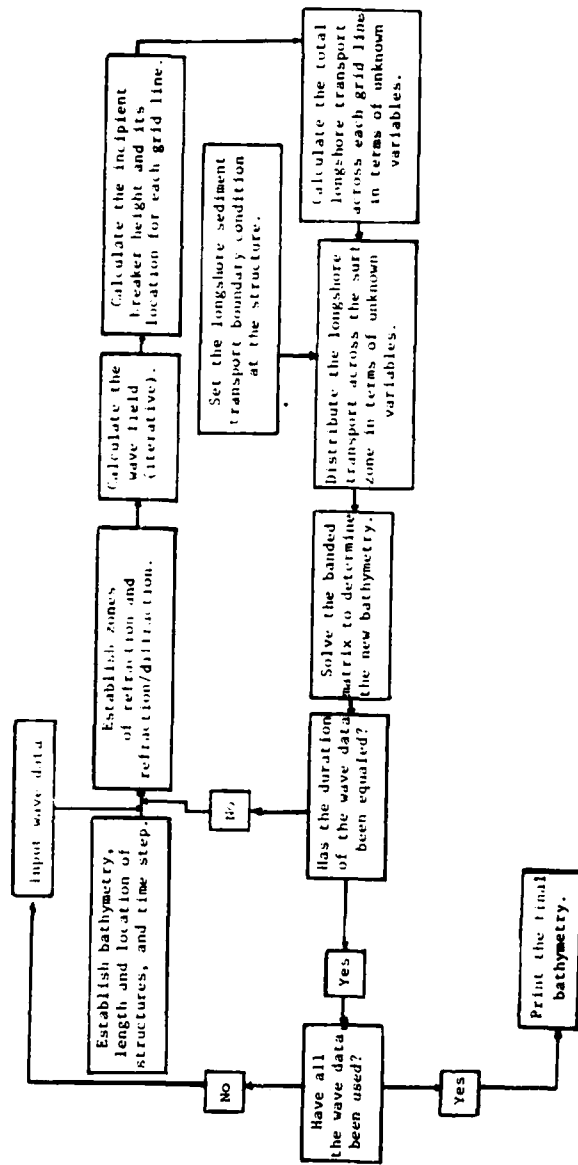 Input wave data
Establish bathymetry,
length and location of
structures, and time step.
Establish zones
of refraction and
refraction/diffraction.
Calculate the
wave field
(iterative).
Calculate the incipient
breaker height and its
location for each grid line.
Set the longshore sediment
transport boundary condition
at the structure.
Calculate the total
longshore transport
across each grid line
in terms of unknown
variables.
Distribute the longshore
transport across the surf
zone in terms of unknown
variables.
Solve the banded
matrix to determine
the new bathymetry.
Has the duration
of the wave data
been equaled?
No
Yes
Have all
the wave data
been used?
No
Yes
Print the final
bathymetry.